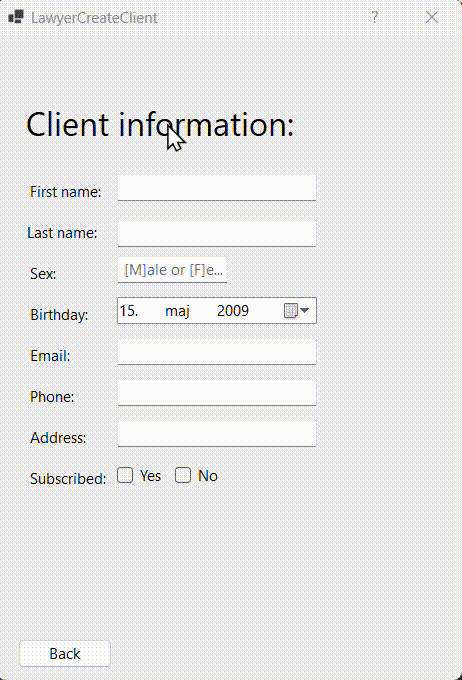 LawyerCreateClient ?
Client information:
First name:
Last name:
Sex: [M]ale or [F]e...
Birthday: 15. maj 2009
Email:
Phone:
Address:
Subscribed: Yes No
Back